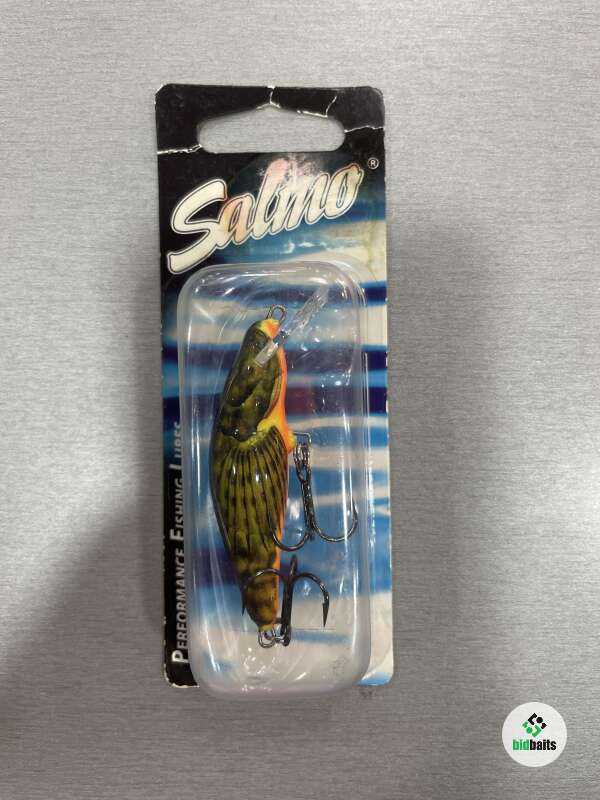 Salmo®
PERFORMANCE FISHING LURES
bidbaits